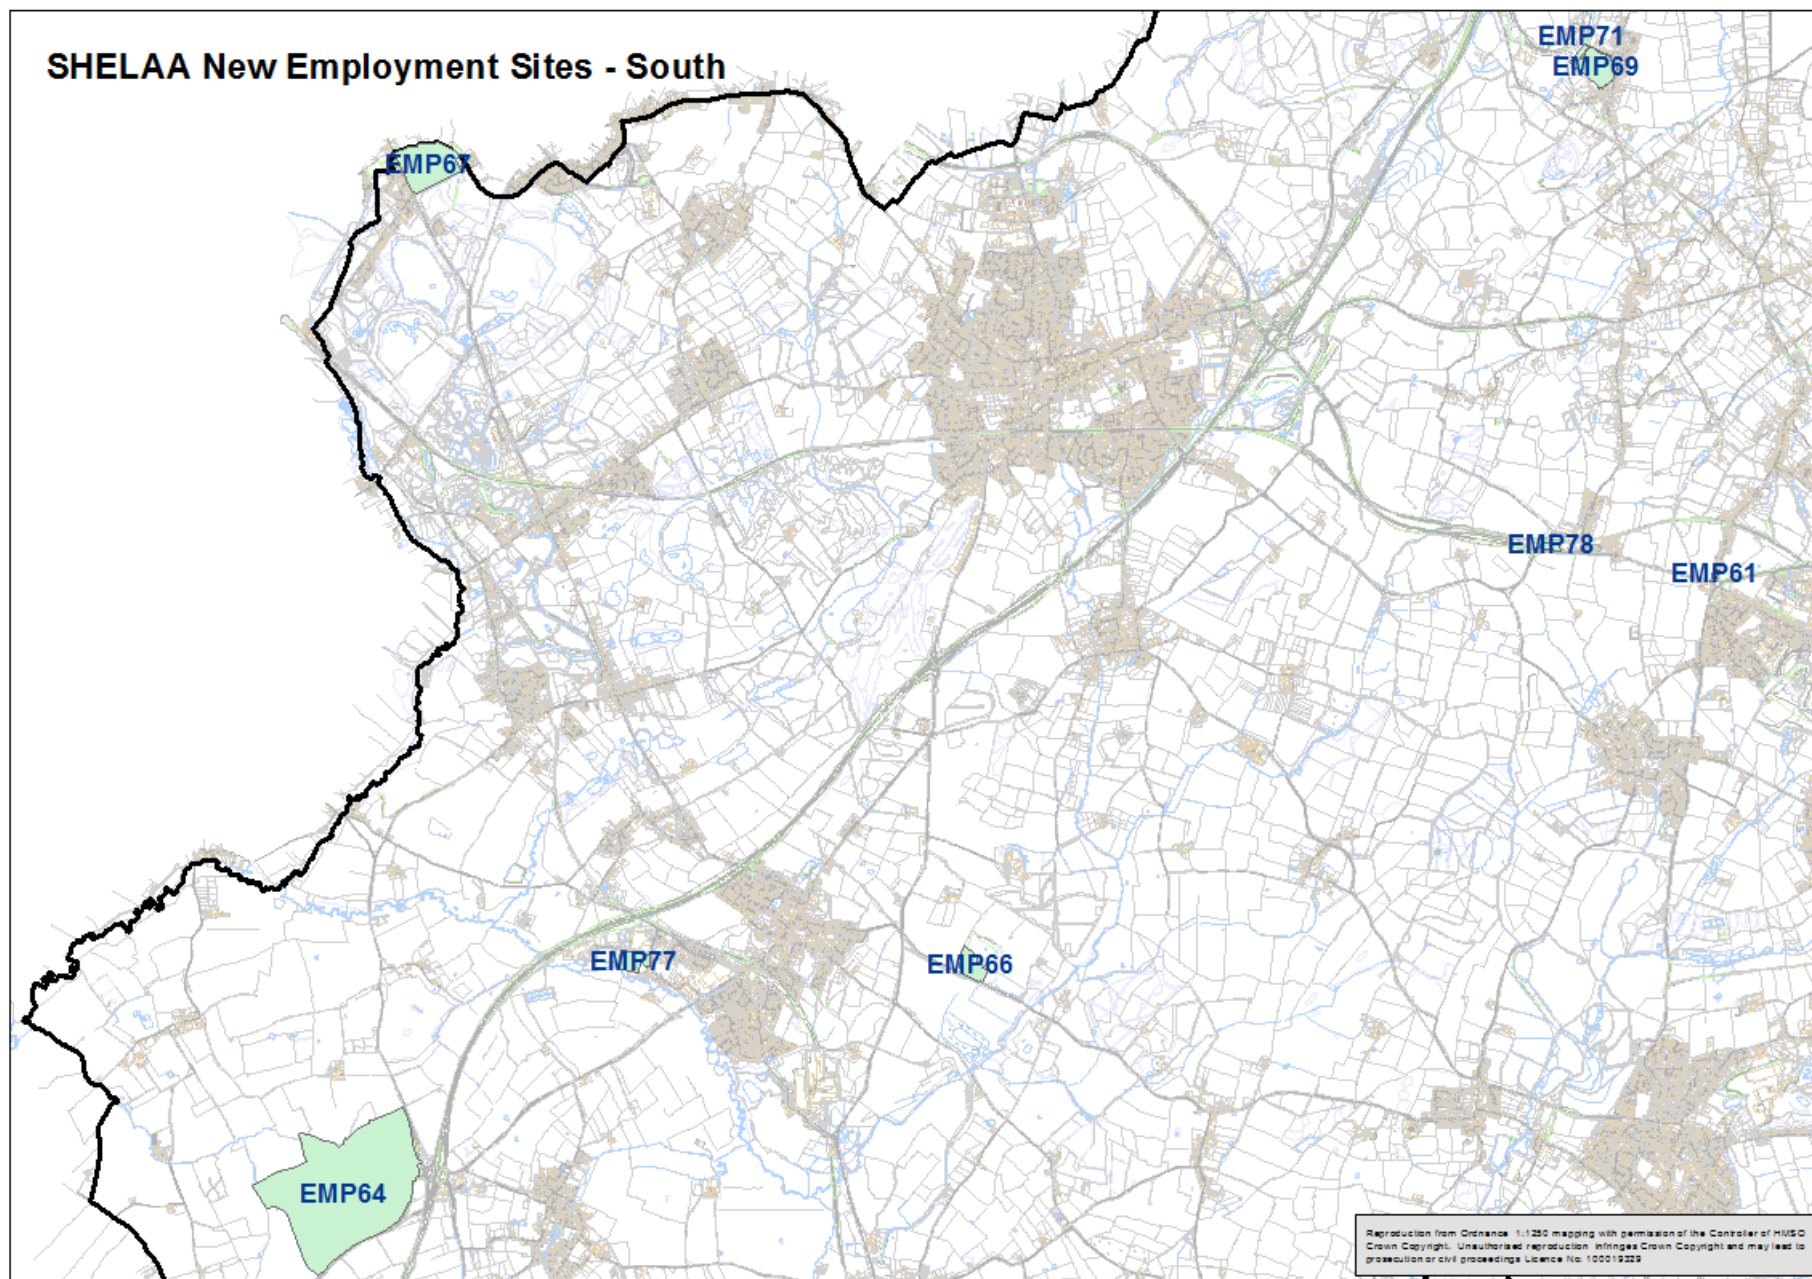 SHELAA New Employment Sites - South
EMP71
EMP69
EMP67
EMP78
EMP61
EMP77
EMP66
EMP64
Reproduction from Ordnance 1:1250 mapping with permission of the Controller of HMSO
Crown Copyright. Unauthorised reproduction infringes Crown Copyright and may lead to
prosecution or civil proceedings Licence No: 100019329